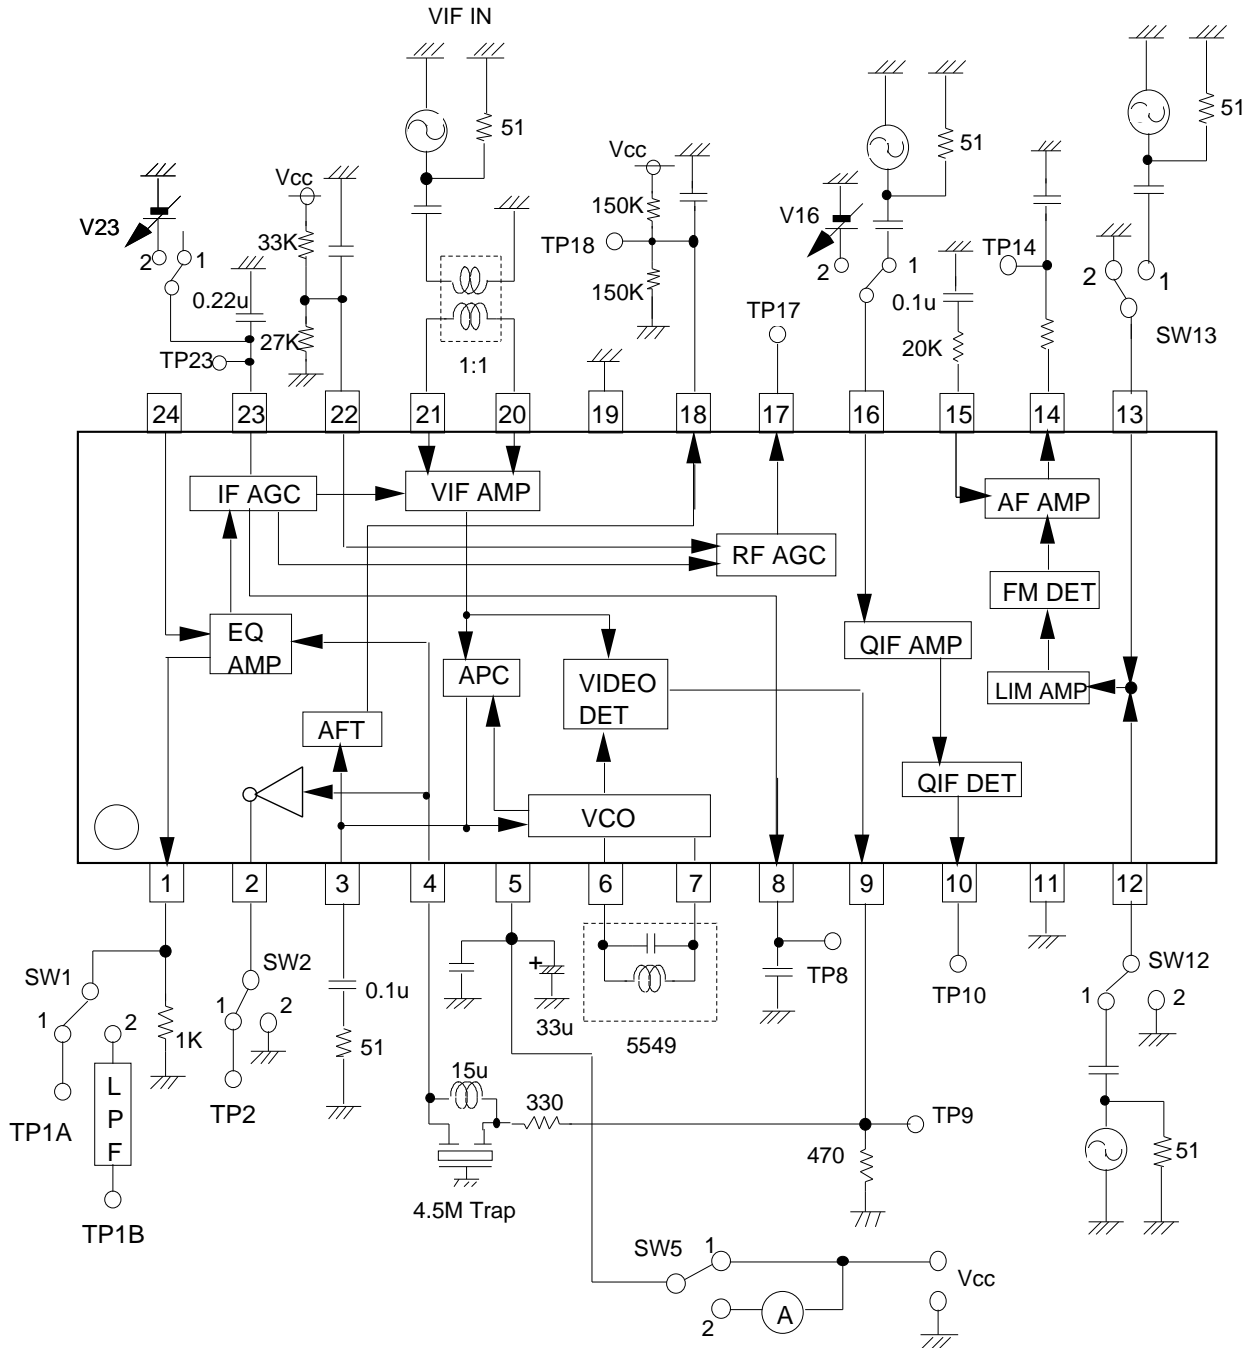 VIF IN
51
51
51
Vcc
Vcc
V23
33K
150K
V16
TP18
TP14
2
1
2
1
2
1
0.22u
150K
TP17
0.1u
SW13
27K
20K
TP23
1:1
24
23
22
21
20
19
18
17
16
15
14
13
IF AGC
VIF AMP
AF AMP
RF AGC
FM DET
EQ
AMP
QIF AMP
APC
VIDEO
DET
LIM AMP
AFT
QIF DET
VCO
1
2
3
4
5
6
7
8
9
10
11
12
SW1
SW2
0.1u
+
TP8
TP10
SW12
1
2
1
2
1
2
1K
51
33u
5549
L
P
F
15u
330
TP9
TP1A
TP2
470
51
4.5M Trap
TP1B
SW5
1
Vcc
2
A